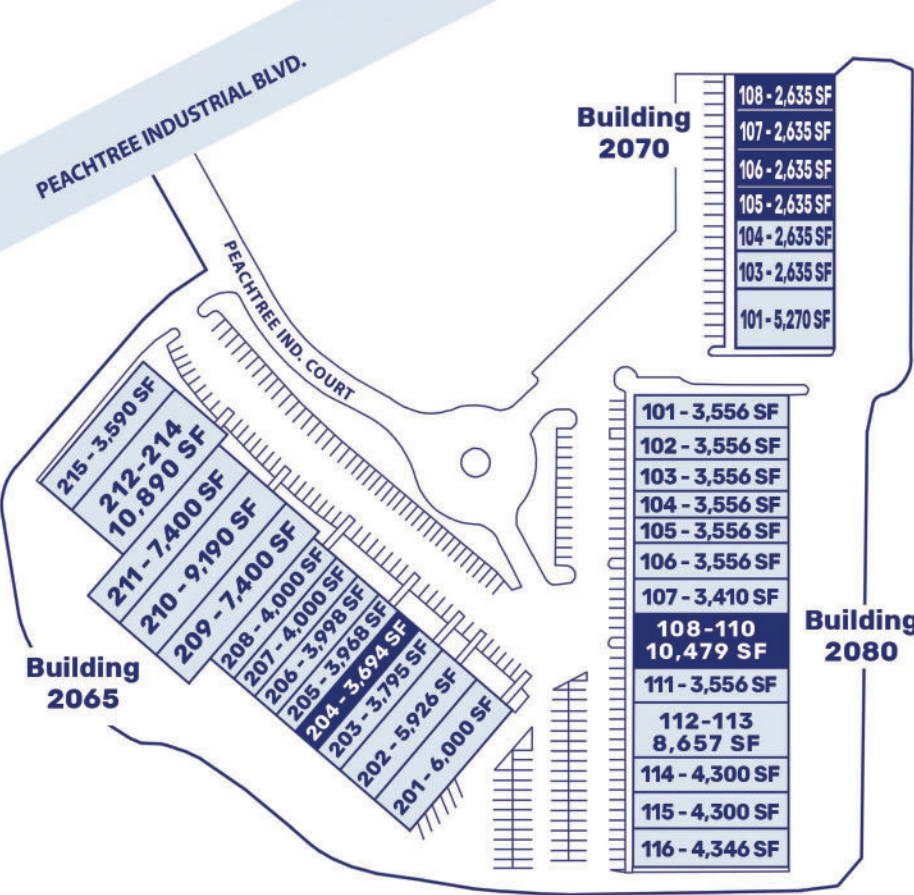 PEACHTREE INDUSTRIAL BLVD.
PEACHTREE IND. COURT
Building
2070
108 - 2,635 SF
107 - 2,635 SF
106 - 2,635 SF
105 - 2,635 SF
104 - 2,635 SF
103 - 2,635 SF
101 - 5,270 SF
215 - 3,590 SF
212-214
10,890 SF
211 - 7,400 SF
210 - 9,190 SF
209 - 7,400 SF
208 - 4,000 SF
207 - 4,000 SF
206 - 3,998 SF
205 - 3,968 SF
204 - 3,694 SF
203 - 3,795 SF
202 - 5,926 SF
201 - 6,000 SF
Building
2065
101 - 3,556 SF
102 - 3,556 SF
103 - 3,556 SF
104 - 3,556 SF
105 - 3,556 SF
106 - 3,556 SF
107 - 3,410 SF
108-110
10,479 SF
111 - 3,556 SF
112-113
8,657 SF
114 - 4,300 SF
115 - 4,300 SF
116 - 4,346 SF
Building
2080